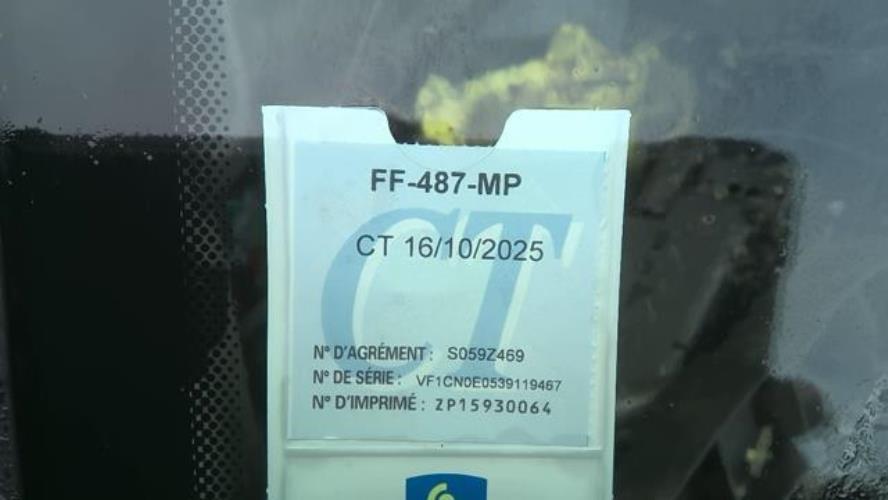 FF-487-MP
CT 16/10/2025
CT
N° D'AGRÉMENT : S059Z469
N° DE SÉRIE : VF1CN0E0539119467
N° D'IMPRIMÉ : ZP15930064